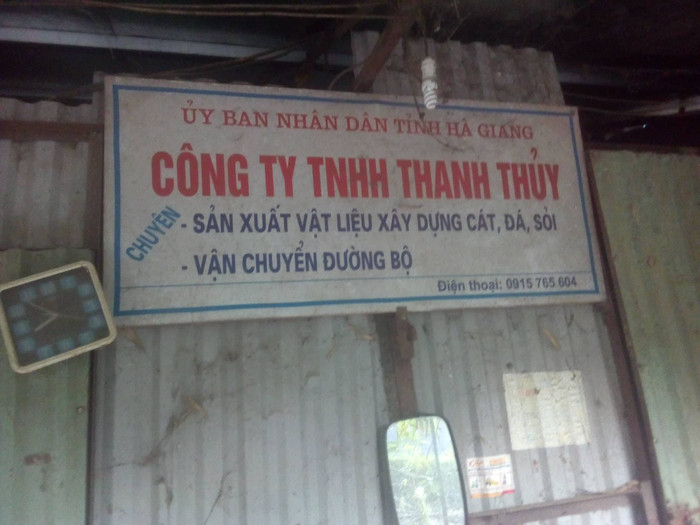 ỦY BAN NHÂN DÂN TỈNH HÀ GIANG
CÔNG TY TNHH THANH THỦY
CHUYÊN
- SẢN XUẤT VẬT LIỆU XÂY DỰNG CÁT, ĐÁ, SỎI
- VẬN CHUYỂN ĐƯỜNG BỘ
Điện thoại: 0915 765 604